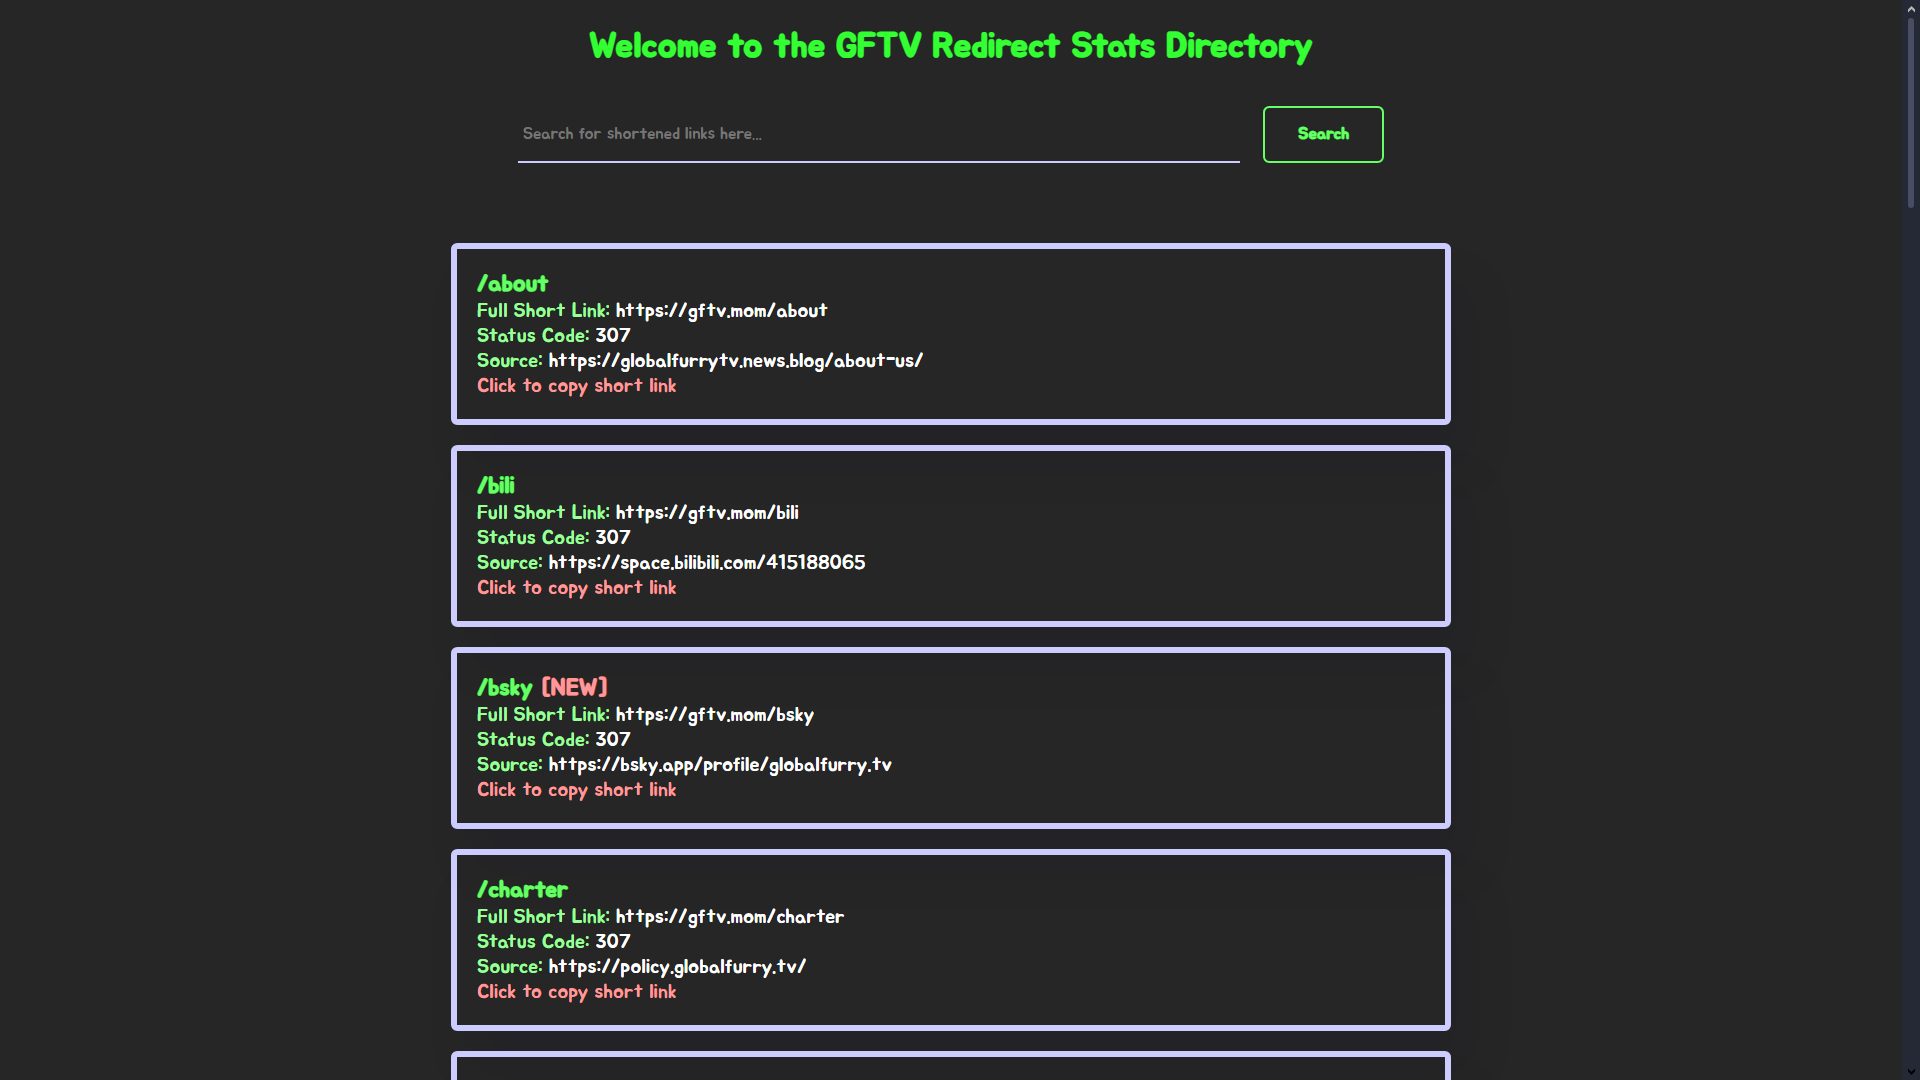 Welcome to the GFTV Redirect Stats Directory
Search for shortened links here...
Search
/about
Full Short Link: https://gftv.mom/about
Status Code: 307
Source: https://globalfurrytv.news.blog/about-us/
Click to copy short link
/bili
Full Short Link: https://gftv.mom/bili
Status Code: 307
Source: https://space.bilibili.com/415188065
Click to copy short link
/bsky [NEW]
Full Short Link: https://gftv.mom/bsky
Status Code: 307
Source: https://bsky.app/profile/globalfurry.tv
Click to copy short link
/charter
Full Short Link: https://gftv.mom/charter
Status Code: 307
Source: https://policy.globalfurry.tv/
Click to copy short link